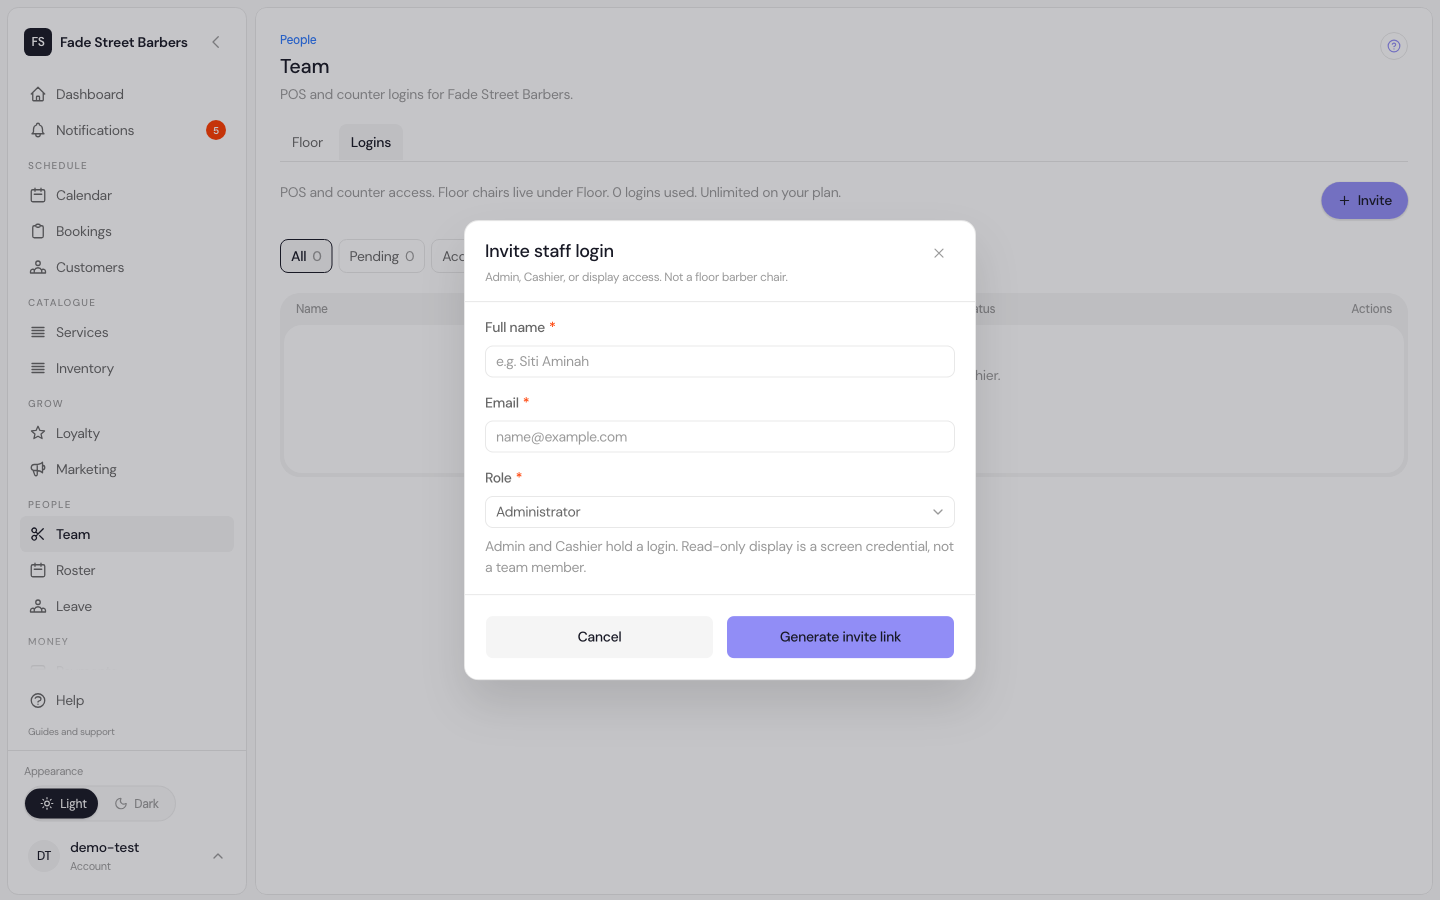 FS Fade Street Barbers
Dashboard
Notifications 5
SCHEDULE
Calendar
Bookings
Customers
CATALOGUE
Services
Inventory
GROW
Loyalty
Marketing
PEOPLE
Team
Roster
Leave
MONEY
Help
Guides and support
Appearance
Light Dark
DT demo-test
Account
People
Team
POS and counter logins for Fade Street Barbers.
Floor Logins
POS and counter access. Floor chairs live under Floor. 0 logins used. Unlimited on your plan.
+ Invite
All 0 Pending 0
Name Actions
Invite staff login
Admin, Cashier, or display access. Not a floor barber chair.
Full name *
e.g. Siti Aminah
Email *
name@example.com
Role *
Administrator
Admin and Cashier hold a login. Read-only display is a screen credential, not
a team member.
Cancel Generate invite link